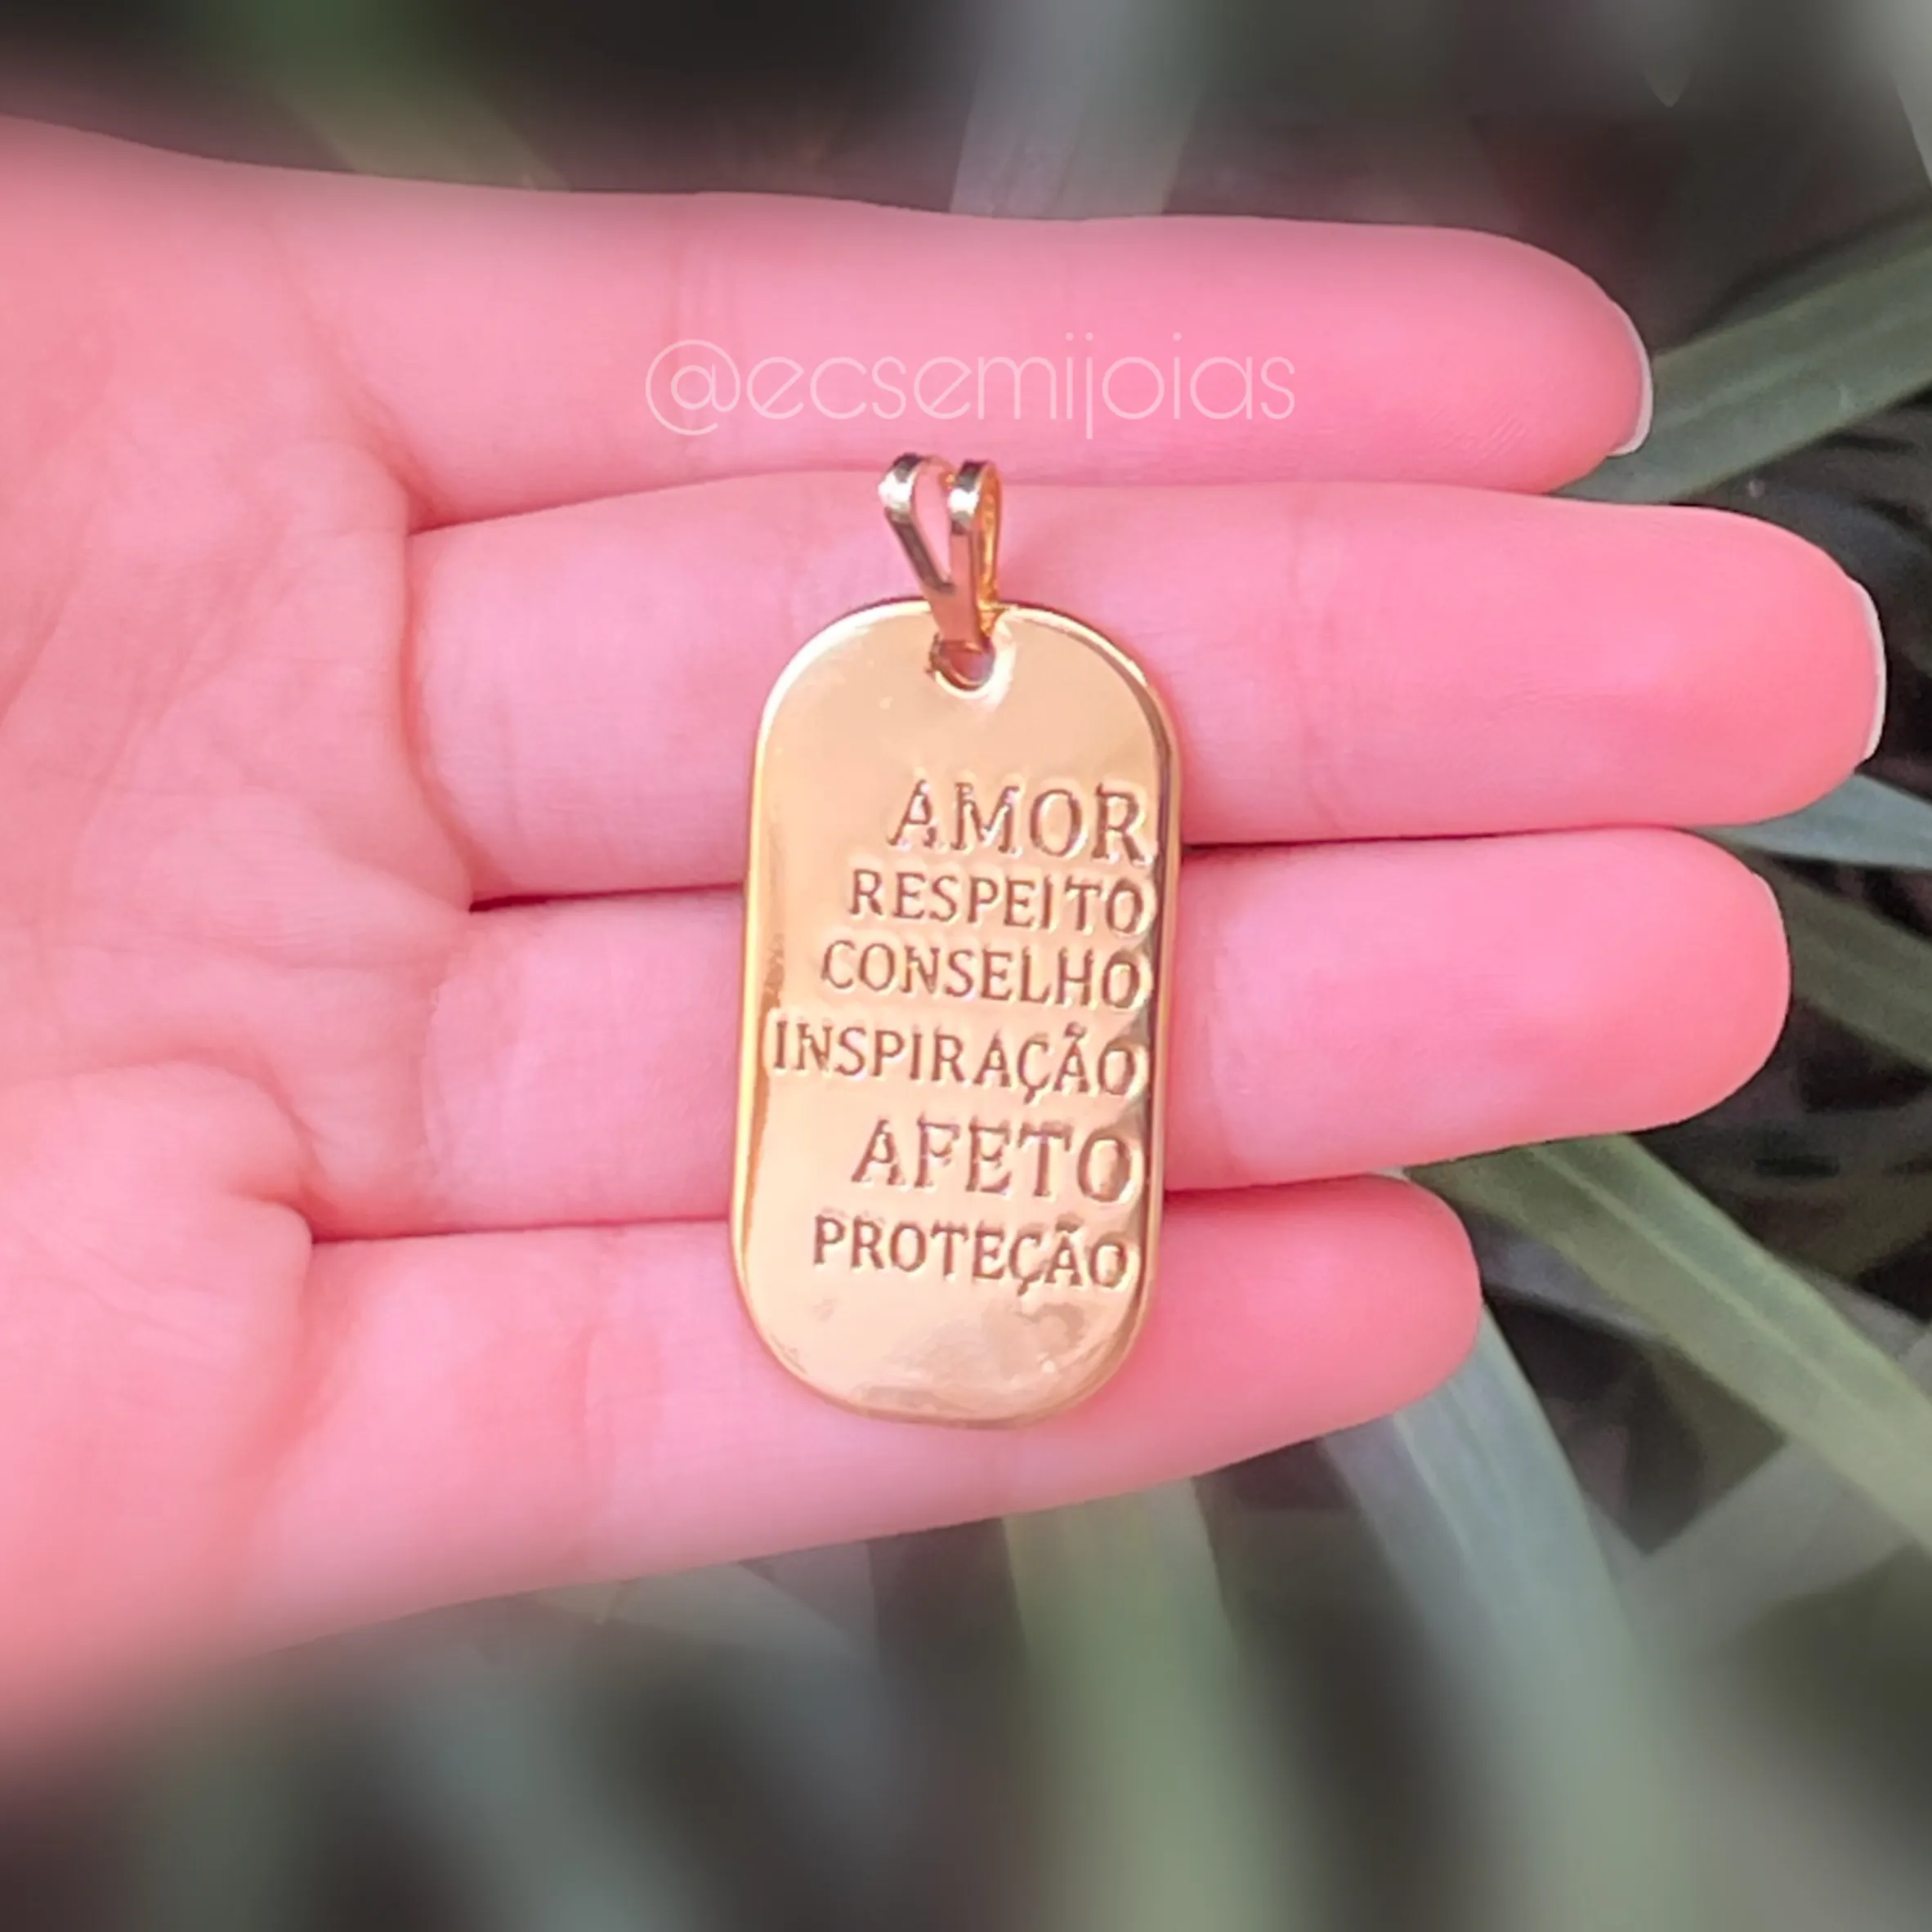 @ecsemijoias
AMOR
RESPEITO
CONSELHO
INSPIRAÇÃO
AFETO
PROTEÇÃO